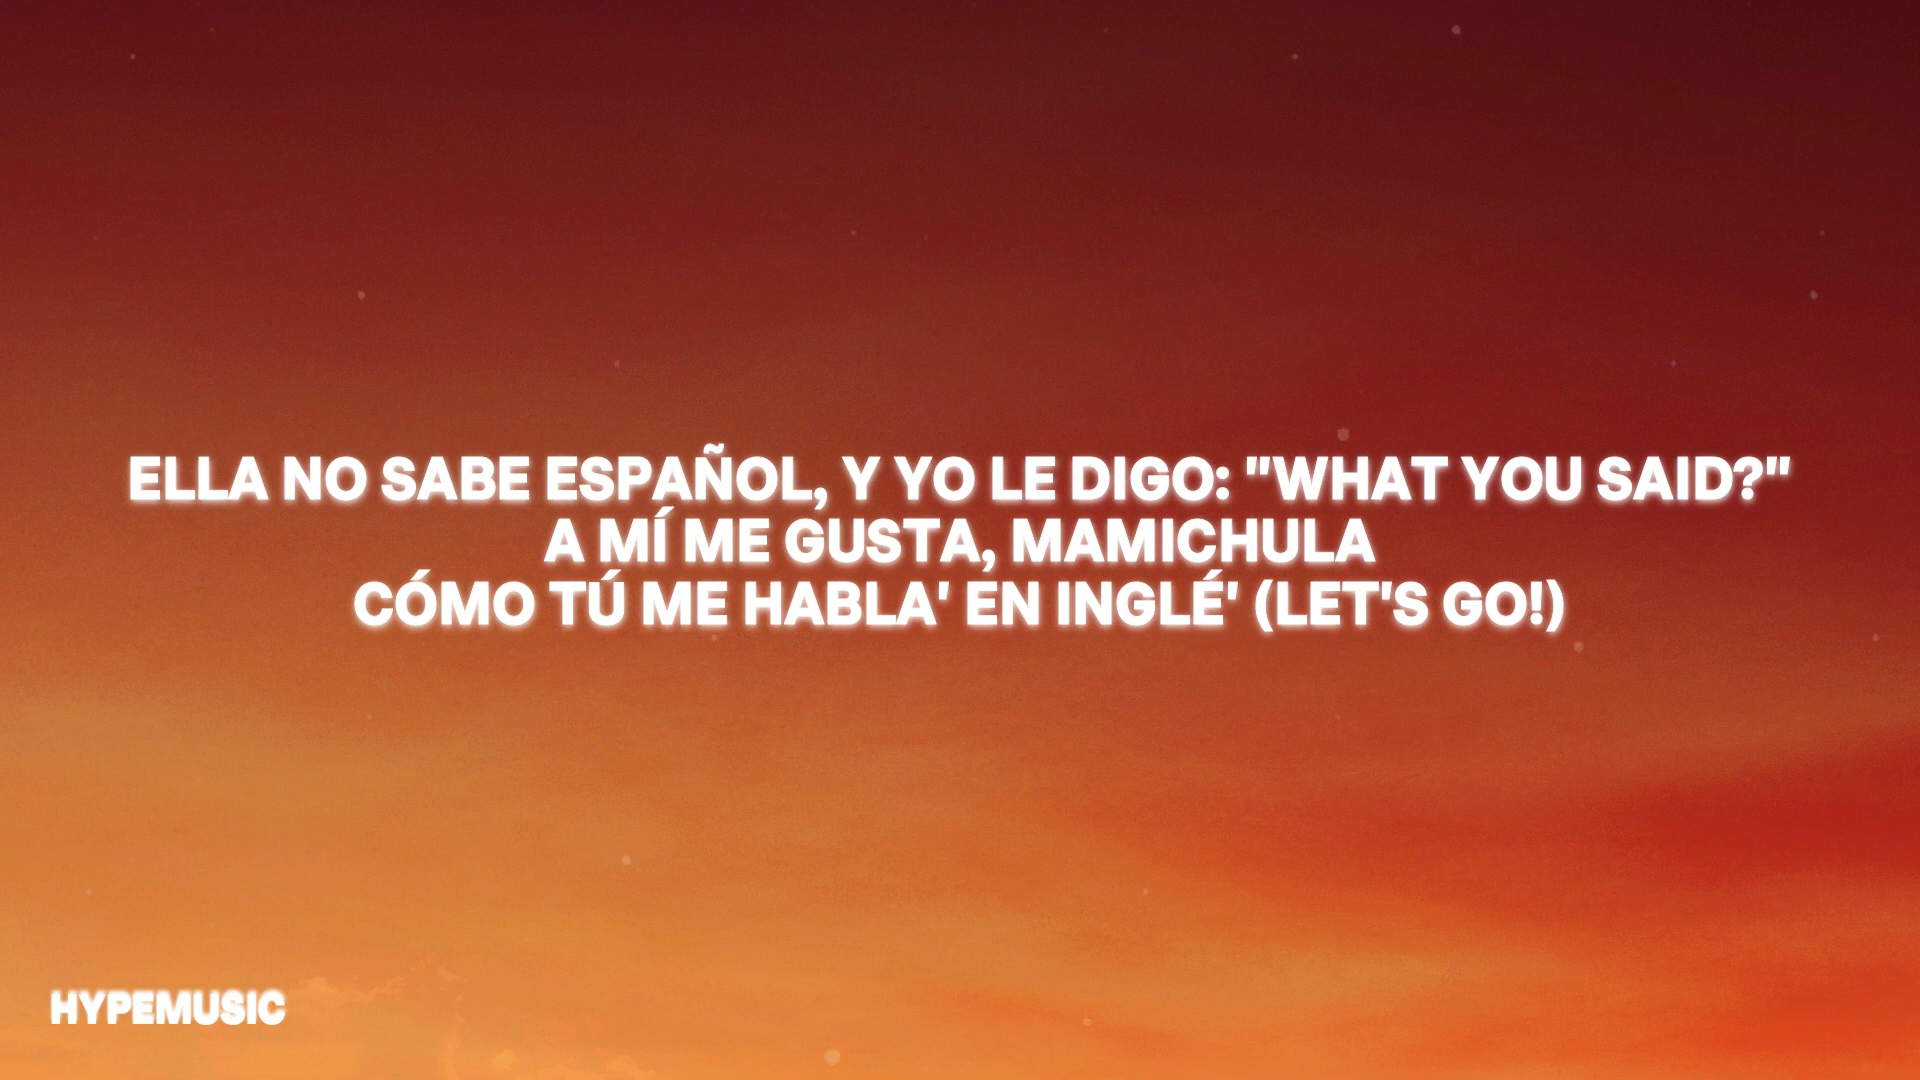 ELLA NO SABE ESPAÑOL, Y YO LE DIGO: "WHAT YOU SAID?"
A MÍ ME GUSTA, MAMICHULA
CÓMO TÚ ME HABLA' EN INGLÉ' (LET'S GO!)
HYPEMUSIC